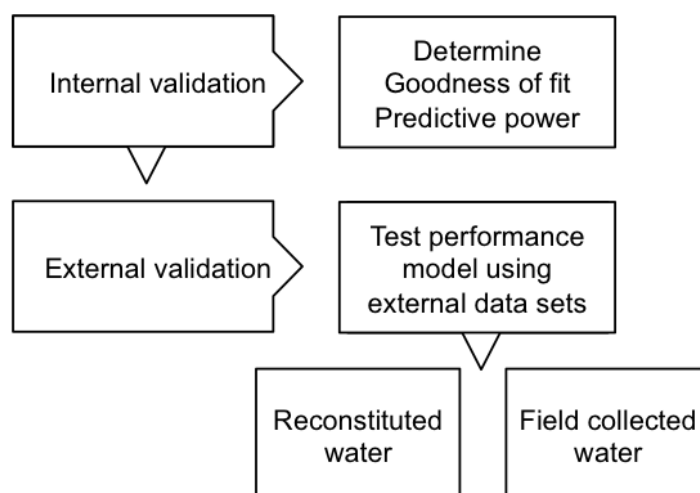 Internal validation
Determine
Goodness of fit
Predictive power
External validation
Test performance
model using
external data sets
Reconstituted
water
Field collected
water